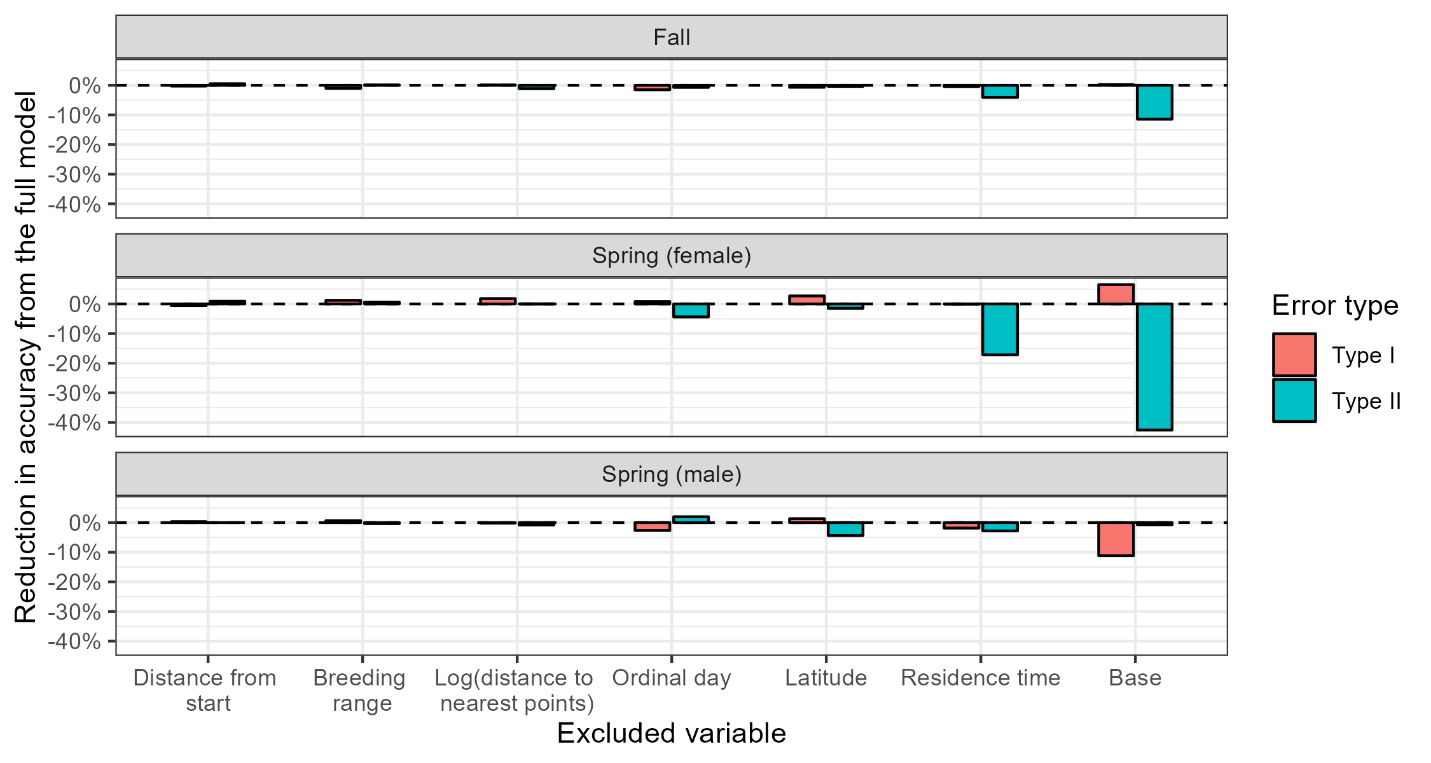 Fall
0%
-10%
-20%
-30%
-40%
Spring (female)
0%
-10%
-20%
-30%
-40%
Spring (male)
0%
-10%
-20%
-30%
-40%
Reduction in accuracy from the full model
Distance from
start
Breeding
range
Log(distance to
nearest points)
Ordinal day
Latitude
Residence time
Base
Excluded variable
Error type
Type I
Type II